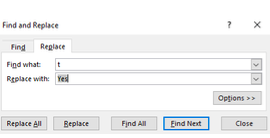 Find and Replace ? ×
Find Replace
Find what: t
Replace with: Yes
Options >>
Replace All Replace Find All Find Next Close